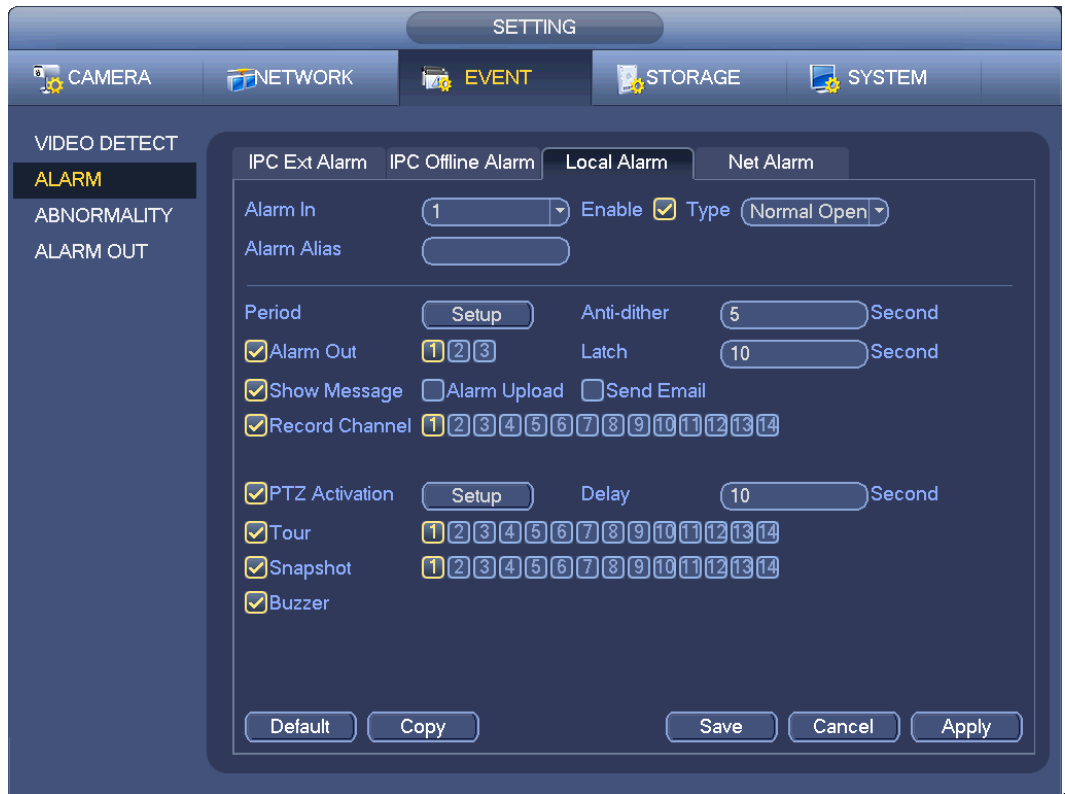 SETTING
CAMERA NETWORK EVENT STORAGE SYSTEM
VIDEO DETECT
ALARM
ABNORMALITY
ALARM OUT
IPC Ext Alarm IPC Offline Alarm Local Alarm Net Alarm
Alarm In 1 Enable Type Normal Open
Alarm Alias
Period Setup Anti-dither 5 Second
Alarm Out 1 2 3 Latch 10 Second
Show Message Alarm Upload Send Email
Record Channel 1 2 3 4 5 6 7 8 9 10 11 12 13 14
PTZ Activation Setup Delay 10 Second
Tour 1 2 3 4 5 6 7 8 9 10 11 12 13 14
Snapshot 1 2 3 4 5 6 7 8 9 10 11 12 13 14
Buzzer
Default Copy Save Cancel Apply